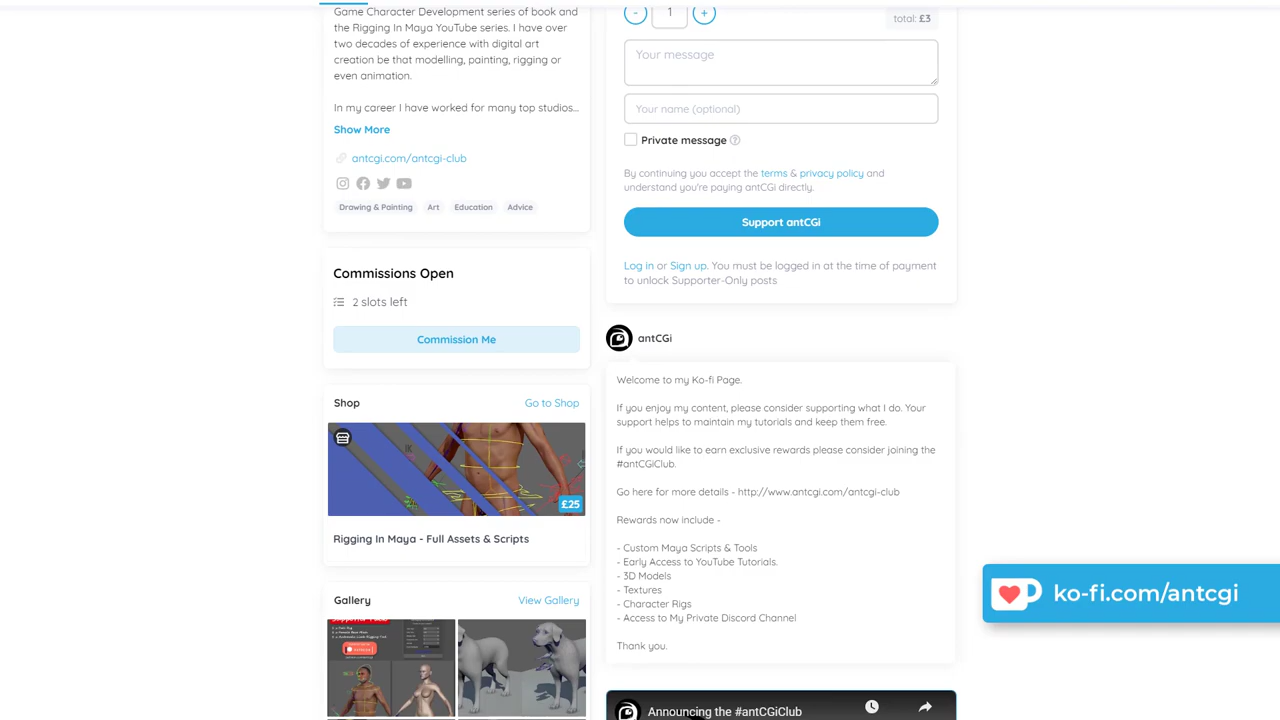 Game Character Development series of book and
the Rigging In Maya YouTube series. I have over
two decades of experience with digital art
creation be that modelling, painting, rigging or
even animation.
In my career I have worked for many top studios...
Show More
antcgi.com/antcgi-club
Drawing & Painting
Art
Education
Advice
Commissions Open
2 slots left
Commission Me
Shop
Go to Shop
£25
Rigging In Maya - Full Assets & Scripts
Gallery
View Gallery
-
1
+
total: £3
Your message
Your name (optional)
Private message
?
By continuing you accept the terms & privacy policy and
understand you're paying antCGi directly.
Support antCGi
Log in or Sign up. You must be logged in at the time of payment
to unlock Supporter-Only posts
antCGi
Welcome to my Ko-fi Page.
If you enjoy my content, please consider supporting what I do. Your
support helps to maintain my tutorials and keep them free.
If you would like to earn exclusive rewards please consider joining the
#antCGiClub.
Go here for more details - http://www.antcgi.com/antcgi-club
Rewards now include -
- Custom Maya Scripts & Tools
- Early Access to YouTube Tutorials.
- 3D Models
- Textures
- Character Rigs
- Access to My Private Discord Channel
Thank you.
Announcing the #antCGiClub
ko-fi.com/antcgi